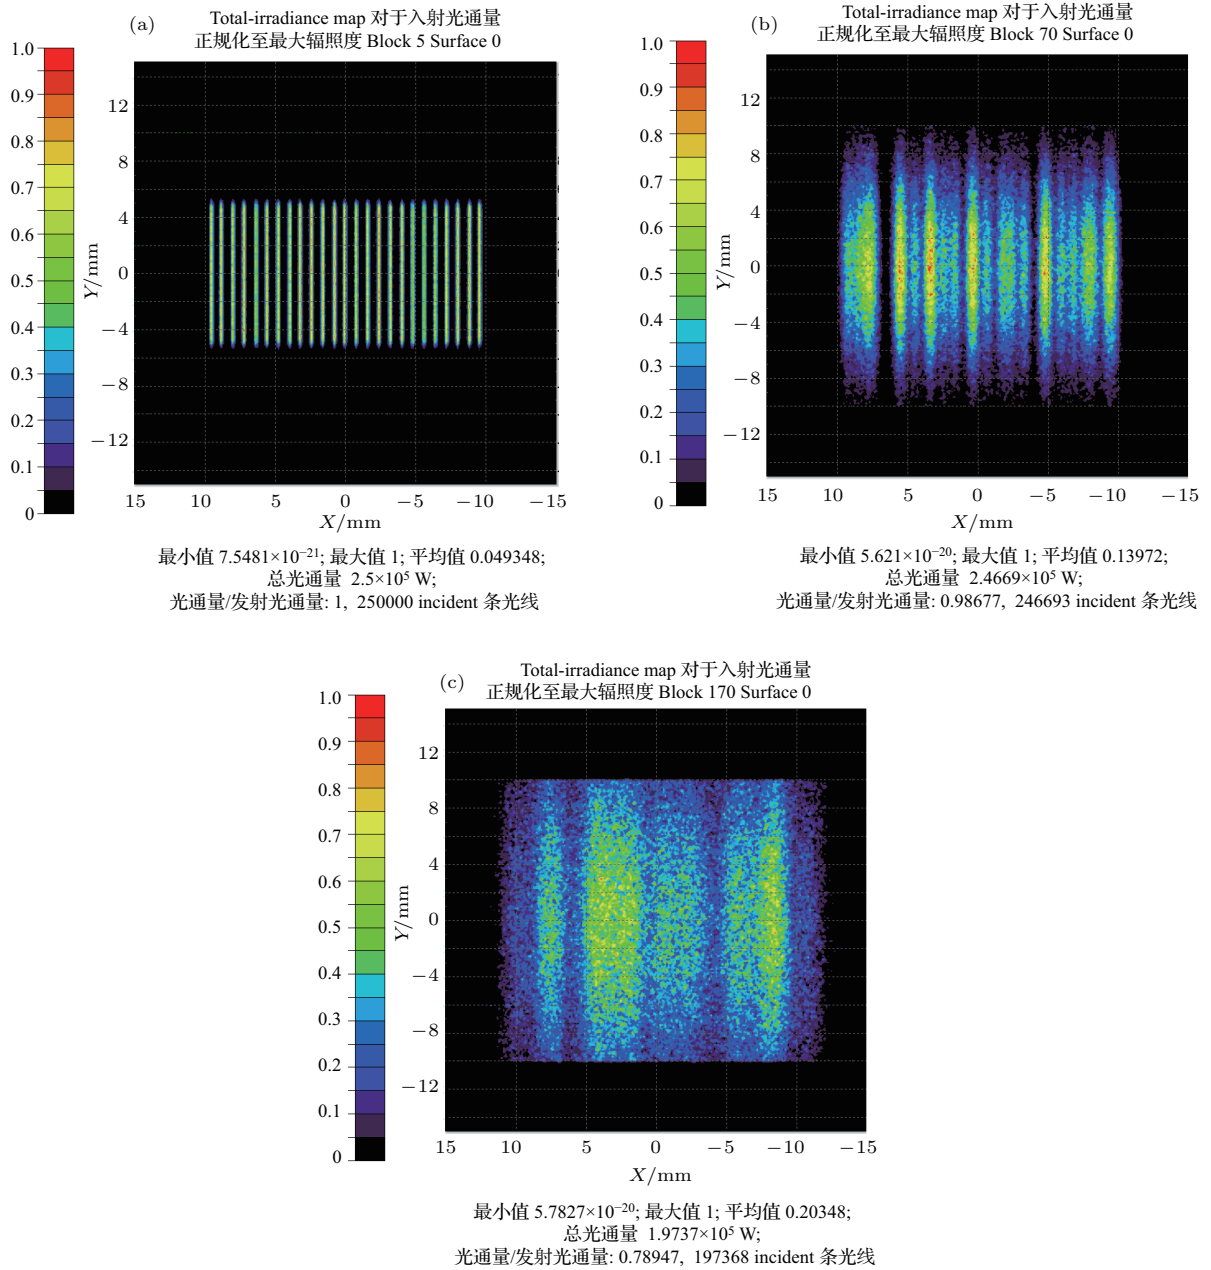 (a)
Total-irradiance map 对于入射光通量
正规化至最大辐照度 Block 5 Surface 0
1.0
0.9
0.8
0.7
0.6
0.5
0.4
0.3
0.2
0.1
0
12
8
4
0
−4
−8
−12
Y/mm
15 10 5 0 −5 −10 −15
X/mm
最小值 7.5481×10⁻²¹; 最大值 1; 平均值 0.049348;
总光通量 2.5×10⁵ W;
光通量/发射光通量: 1, 250000 incident 条光线
(b)
Total-irradiance map 对于入射光通量
正规化至最大辐照度 Block 70 Surface 0
1.0
0.9
0.8
0.7
0.6
0.5
0.4
0.3
0.2
0.1
0
12
8
4
0
−4
−8
−12
Y/mm
15 10 5 0 −5 −10 −15
X/mm
最小值 5.621×10⁻²⁰; 最大值 1; 平均值 0.13972;
总光通量 2.4669×10⁵ W;
光通量/发射光通量: 0.98677, 246693 incident 条光线
(c)
Total-irradiance map 对于入射光通量
正规化至最大辐照度 Block 170 Surface 0
1.0
0.9
0.8
0.7
0.6
0.5
0.4
0.3
0.2
0.1
0
12
8
4
0
−4
−8
−12
Y/mm
15 10 5 0 −5 −10 −15
X/mm
最小值 5.7827×10⁻²⁰; 最大值 1; 平均值 0.20348;
总光通量 1.9737×10⁵ W;
光通量/发射光通量: 0.78947, 197368 incident 条光线